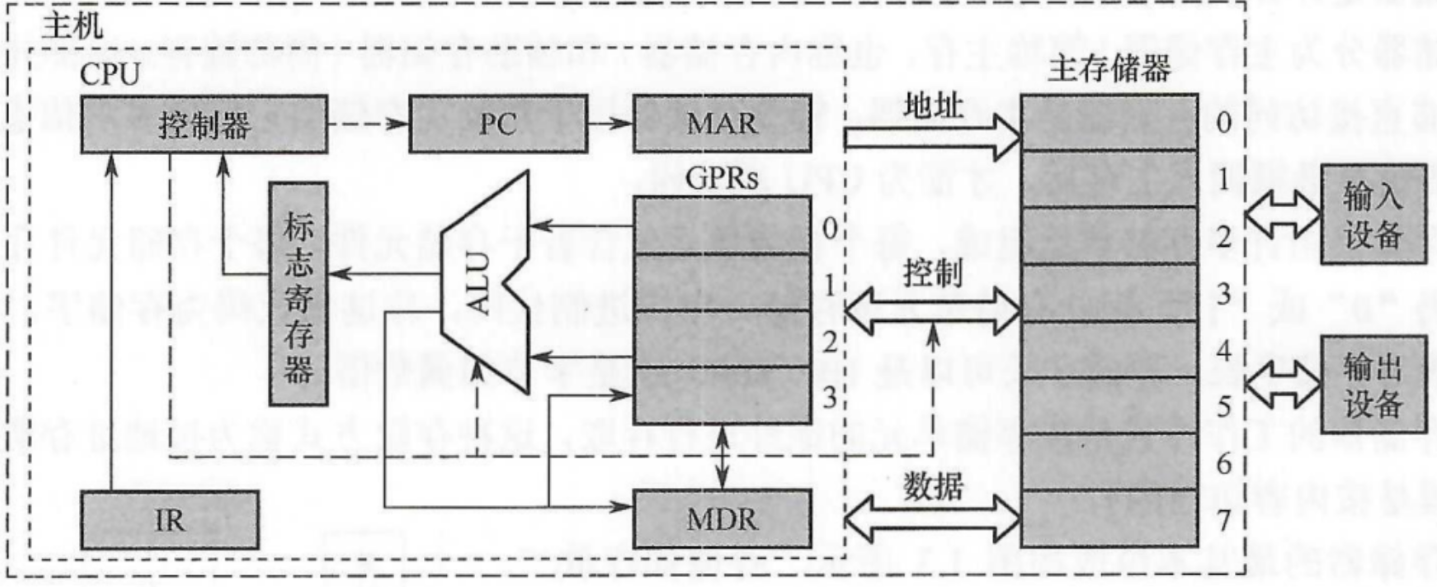 主机
CPU
主存储器
控制器
PC
MAR
地址
0
GPRs
1
输入
设备
标志寄存器
ALU
0
2
控制
1
3
2
4
输出
设备
3
5
6
数据
IR
MDR
7